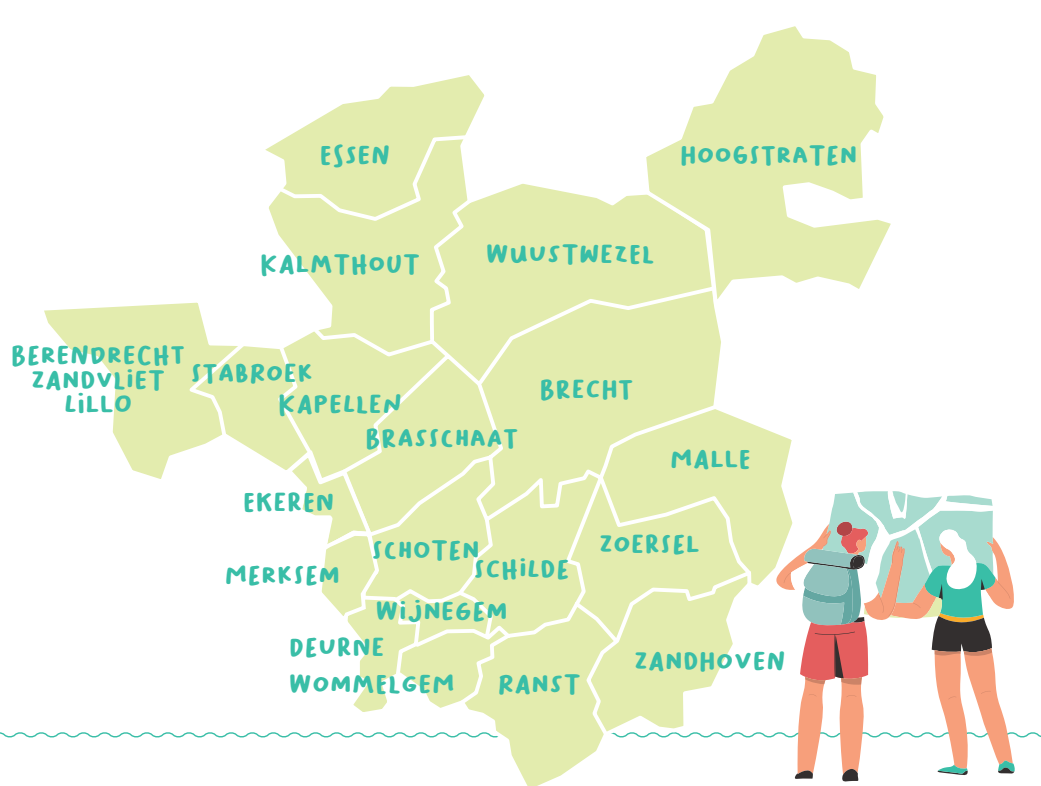 ESSEN
HOOGSTRATEN
KALMTHOUT
WUUSTWEZEL
BERENDRECHT
ZANDVLiET
LiLLO
STABROEK
KAPELLEN
BRECHT
BRASSCHAAT
MALLE
EKEREN
SCHOTEN
ZOERSEL
MERKSEM
SCHiLDE
WijNEGEM
DEURNE
ZANDHOVEN
WOMMELGEM
RANST